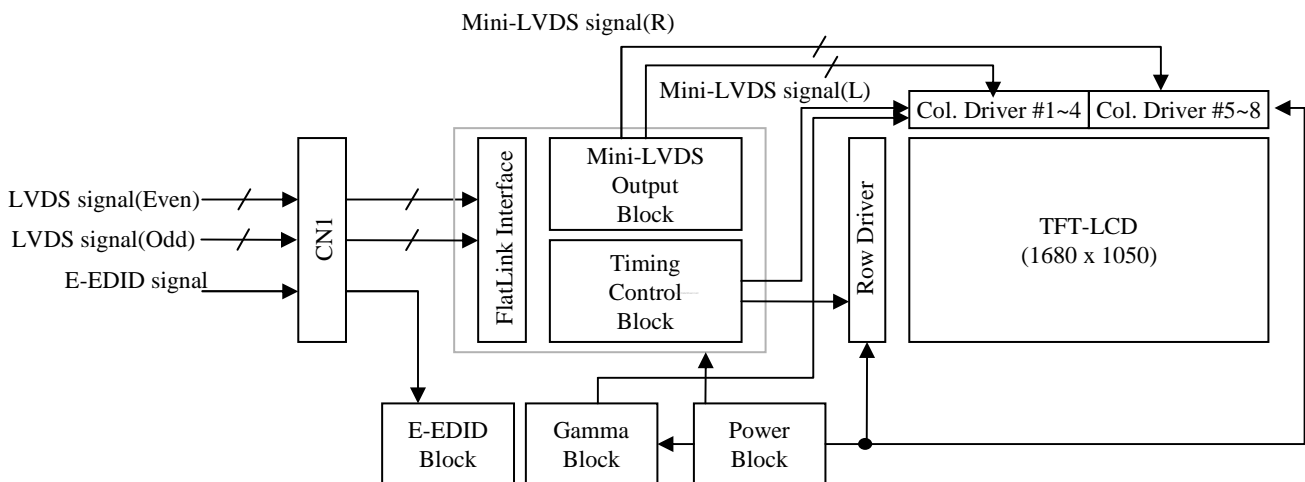 Mini-LVDS signal(R)
Mini-LVDS signal(L)
Col. Driver #1~4
Col. Driver #5~8
LVDS signal(Even)
LVDS signal(Odd)
E-EDID signal
CN1
FlatLink Interface
Mini-LVDS
Output
Block
Timing
Control
Block
Row Driver
TFT-LCD
(1680 x 1050)
E-EDID
Block
Gamma
Block
Power
Block